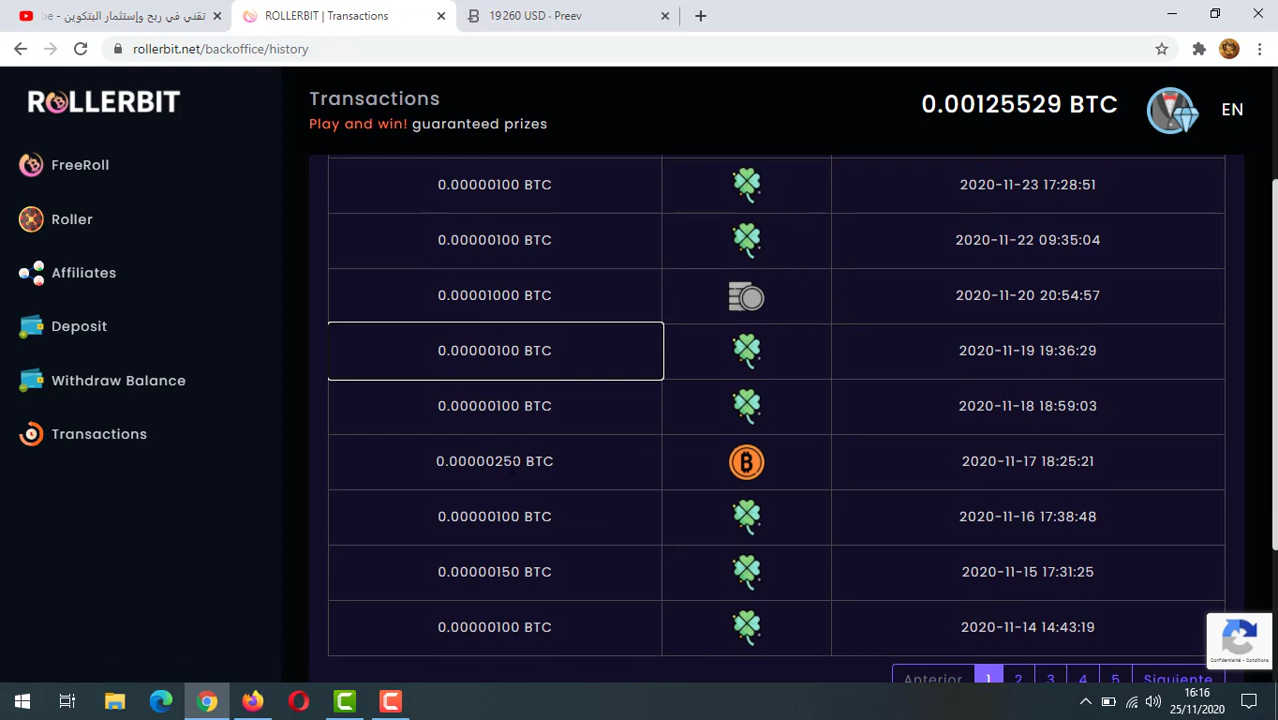 تقني في ربح وإستثمار البتكوين - be
ROLLERBIT | Transactions
19 260 USD · Preev
rollerbit.net/backoffice/history
ROLLERBIT
FreeRoll
Roller
Affiliates
Deposit
Withdraw Balance
Transactions
Transactions
Play and win! guaranteed prizes
0.00125529 BTC
EN
0.00000100 BTC 2020-11-23 17:28:51
0.00000100 BTC 2020-11-22 09:35:04
0.00001000 BTC 2020-11-20 20:54:57
0.00000100 BTC 2020-11-19 19:36:29
0.00000100 BTC 2020-11-18 18:59:03
0.00000250 BTC 2020-11-17 18:25:21
0.00000100 BTC 2020-11-16 17:38:48
0.00000150 BTC 2020-11-15 17:31:25
0.00000100 BTC 2020-11-14 14:43:19
Anterior 1 2 3 4 5 Siguiente
Confidentialité - Conditions
16:16
25/11/2020